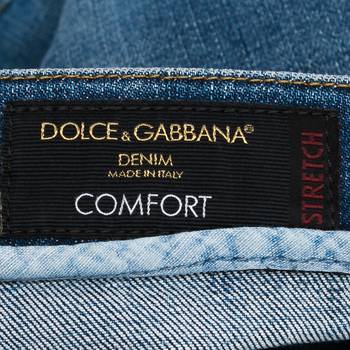 DOLCE & GABBANA®
DENIM
MADE IN ITALY
COMFORT
STRETCH